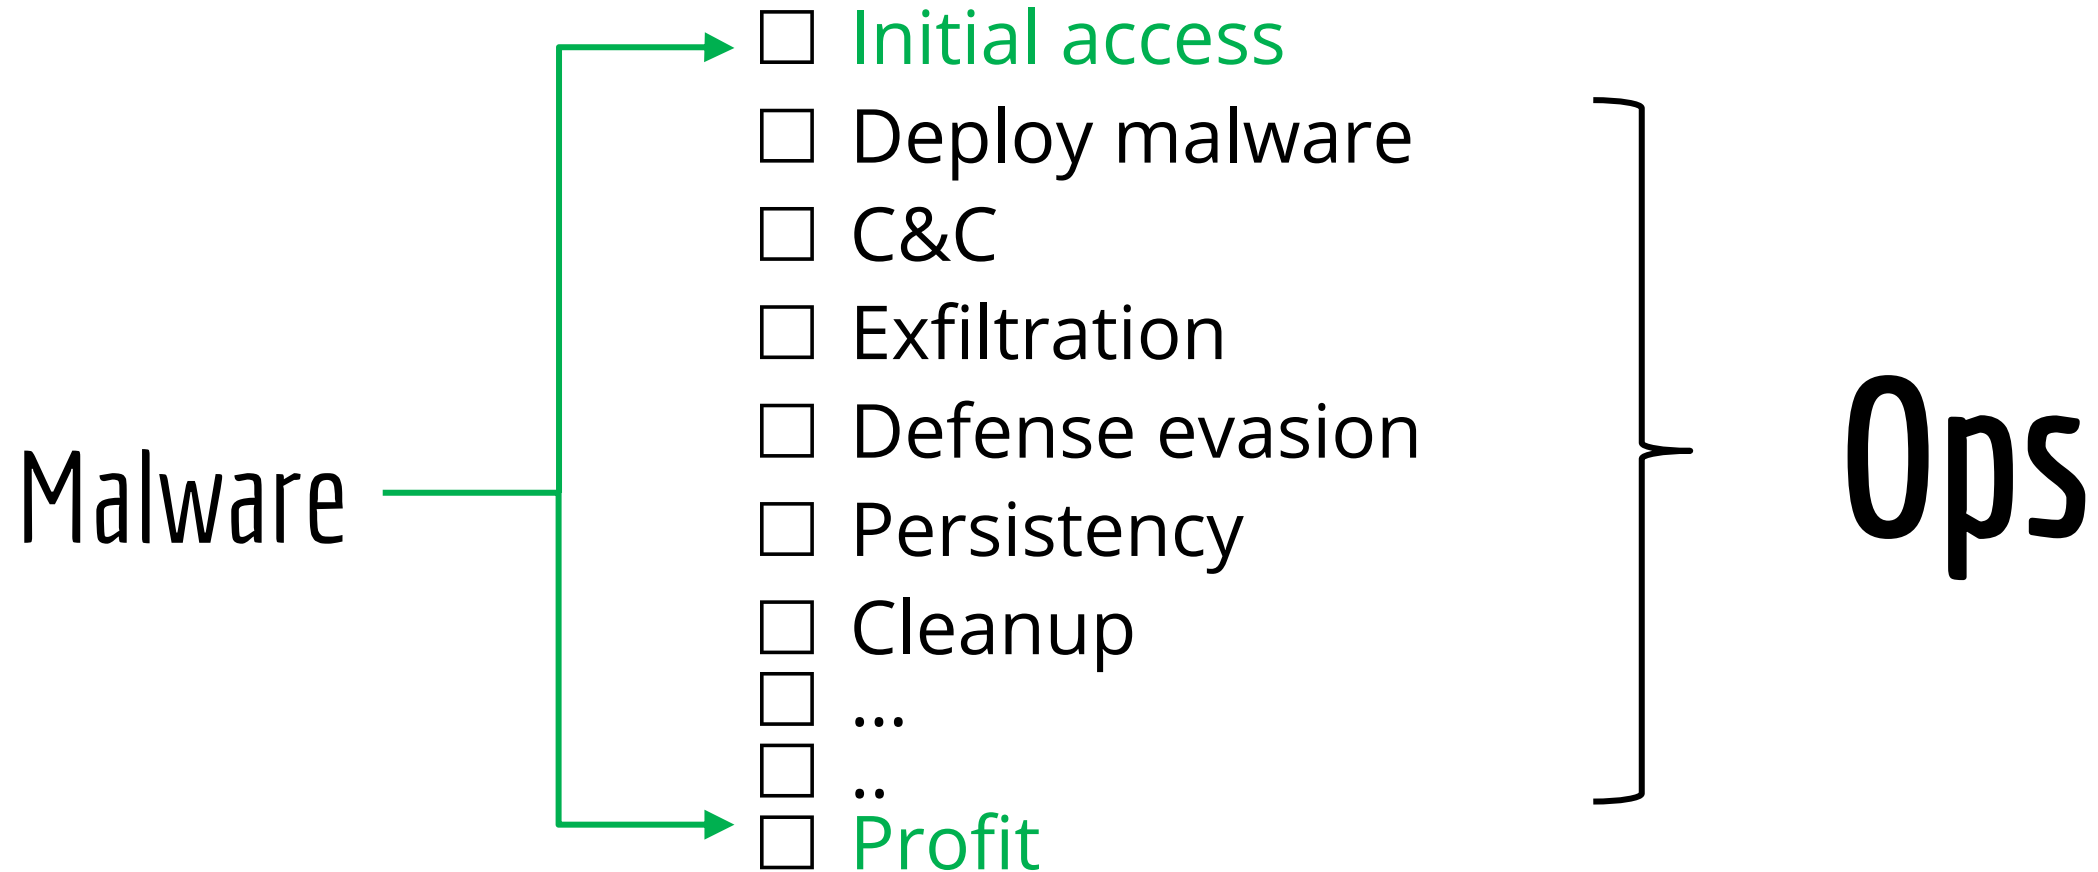 Initial access
Deploy malware
C&C
Exfiltration
Defense evasion
Persistency
Cleanup
...
..
Profit
Malware
Ops